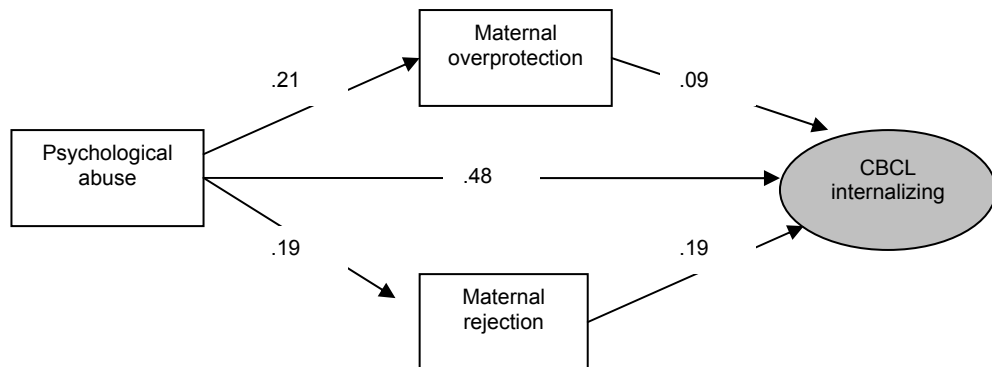 Maternal
overprotection
.21
.09
Psychological
abuse
.48
CBCL
internalizing
.19
.19
Maternal
rejection